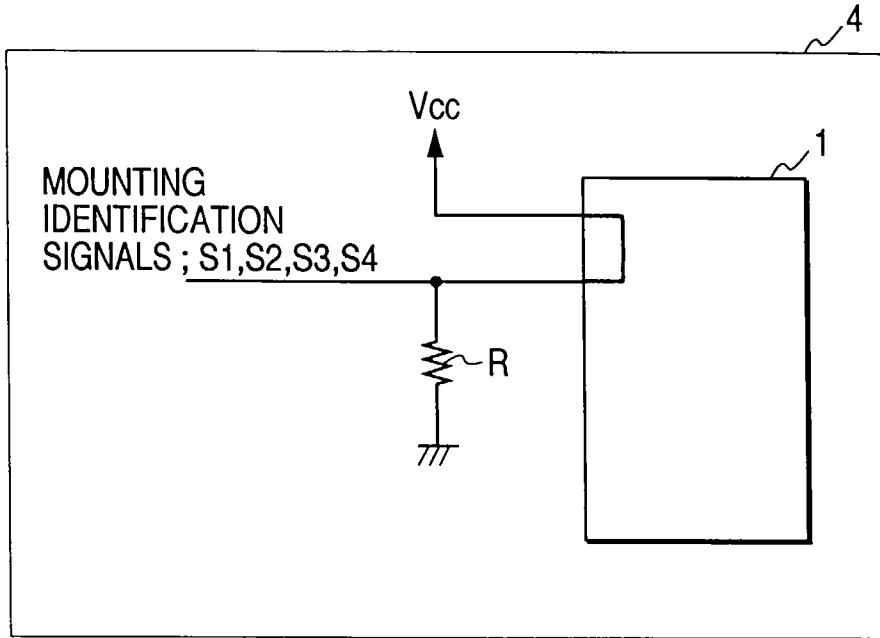 4
Vcc
1
MOUNTING
IDENTIFICATION
SIGNALS ; S1,S2,S3,S4
R